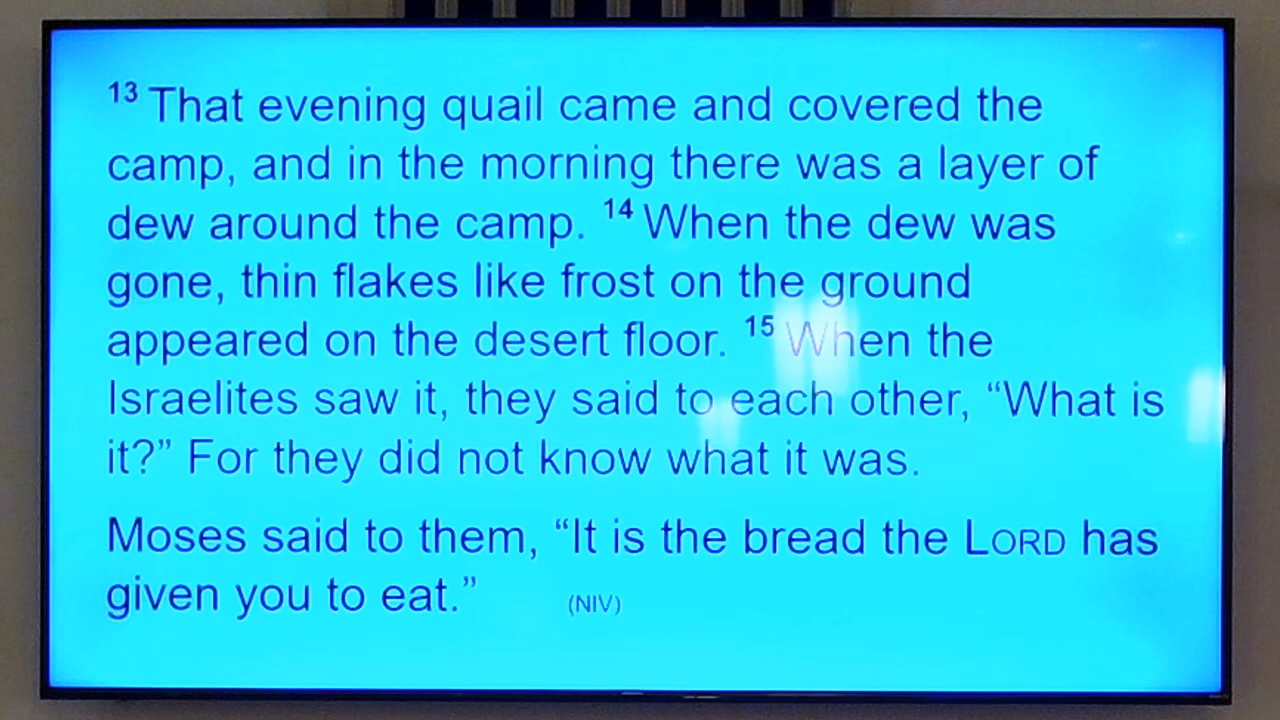 13 That evening quail came and covered the
camp, and in the morning there was a layer of
dew around the camp. 14 When the dew was
gone, thin flakes like frost on the ground
appeared on the desert floor. 15 When the
Israelites saw it, they said to each other, “What is
it?” For they did not know what it was.
Moses said to them, “It is the bread the LORD has
given you to eat.” (NIV)